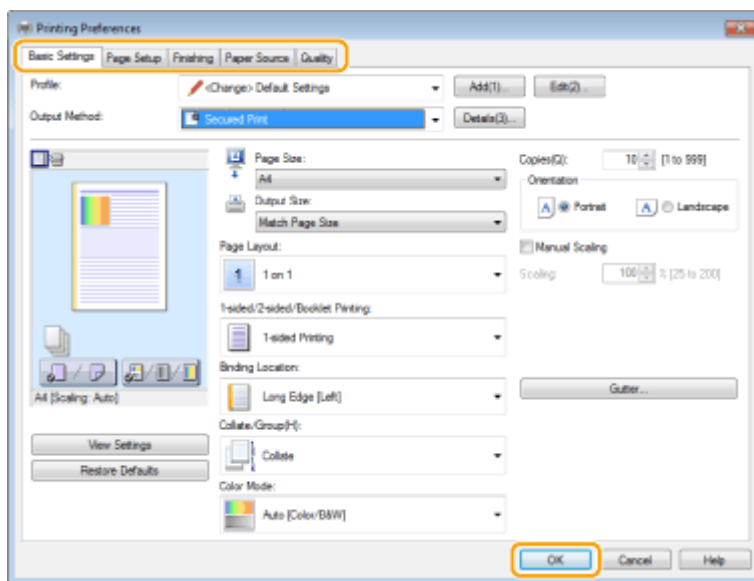 Printing Preferences
Basic Settings Page Setup Finishing Paper Source Quality
Profile: <Change> Default Settings Add(1)... Edit(2)...
Output Method: Secured Print Details(3)...
Page Size: Copies(Q): 10 [1 to 999]
A4 Orientation
Output Size: A Portrait A Landscape
Match Page Size
Page Layout: Manual Scaling
1 1 on 1 Scaling: 100 % [25 to 200]
1-sided/2-sided/Booklet Printing:
1-sided Printing
Binding Location:
A4 [Scaling: Auto] Long Edge [Left] Gutter...
Collate/Group(H):
View Settings Collate
Restore Defaults
Color Mode:
Auto [Color/B&W]
OK Cancel Help